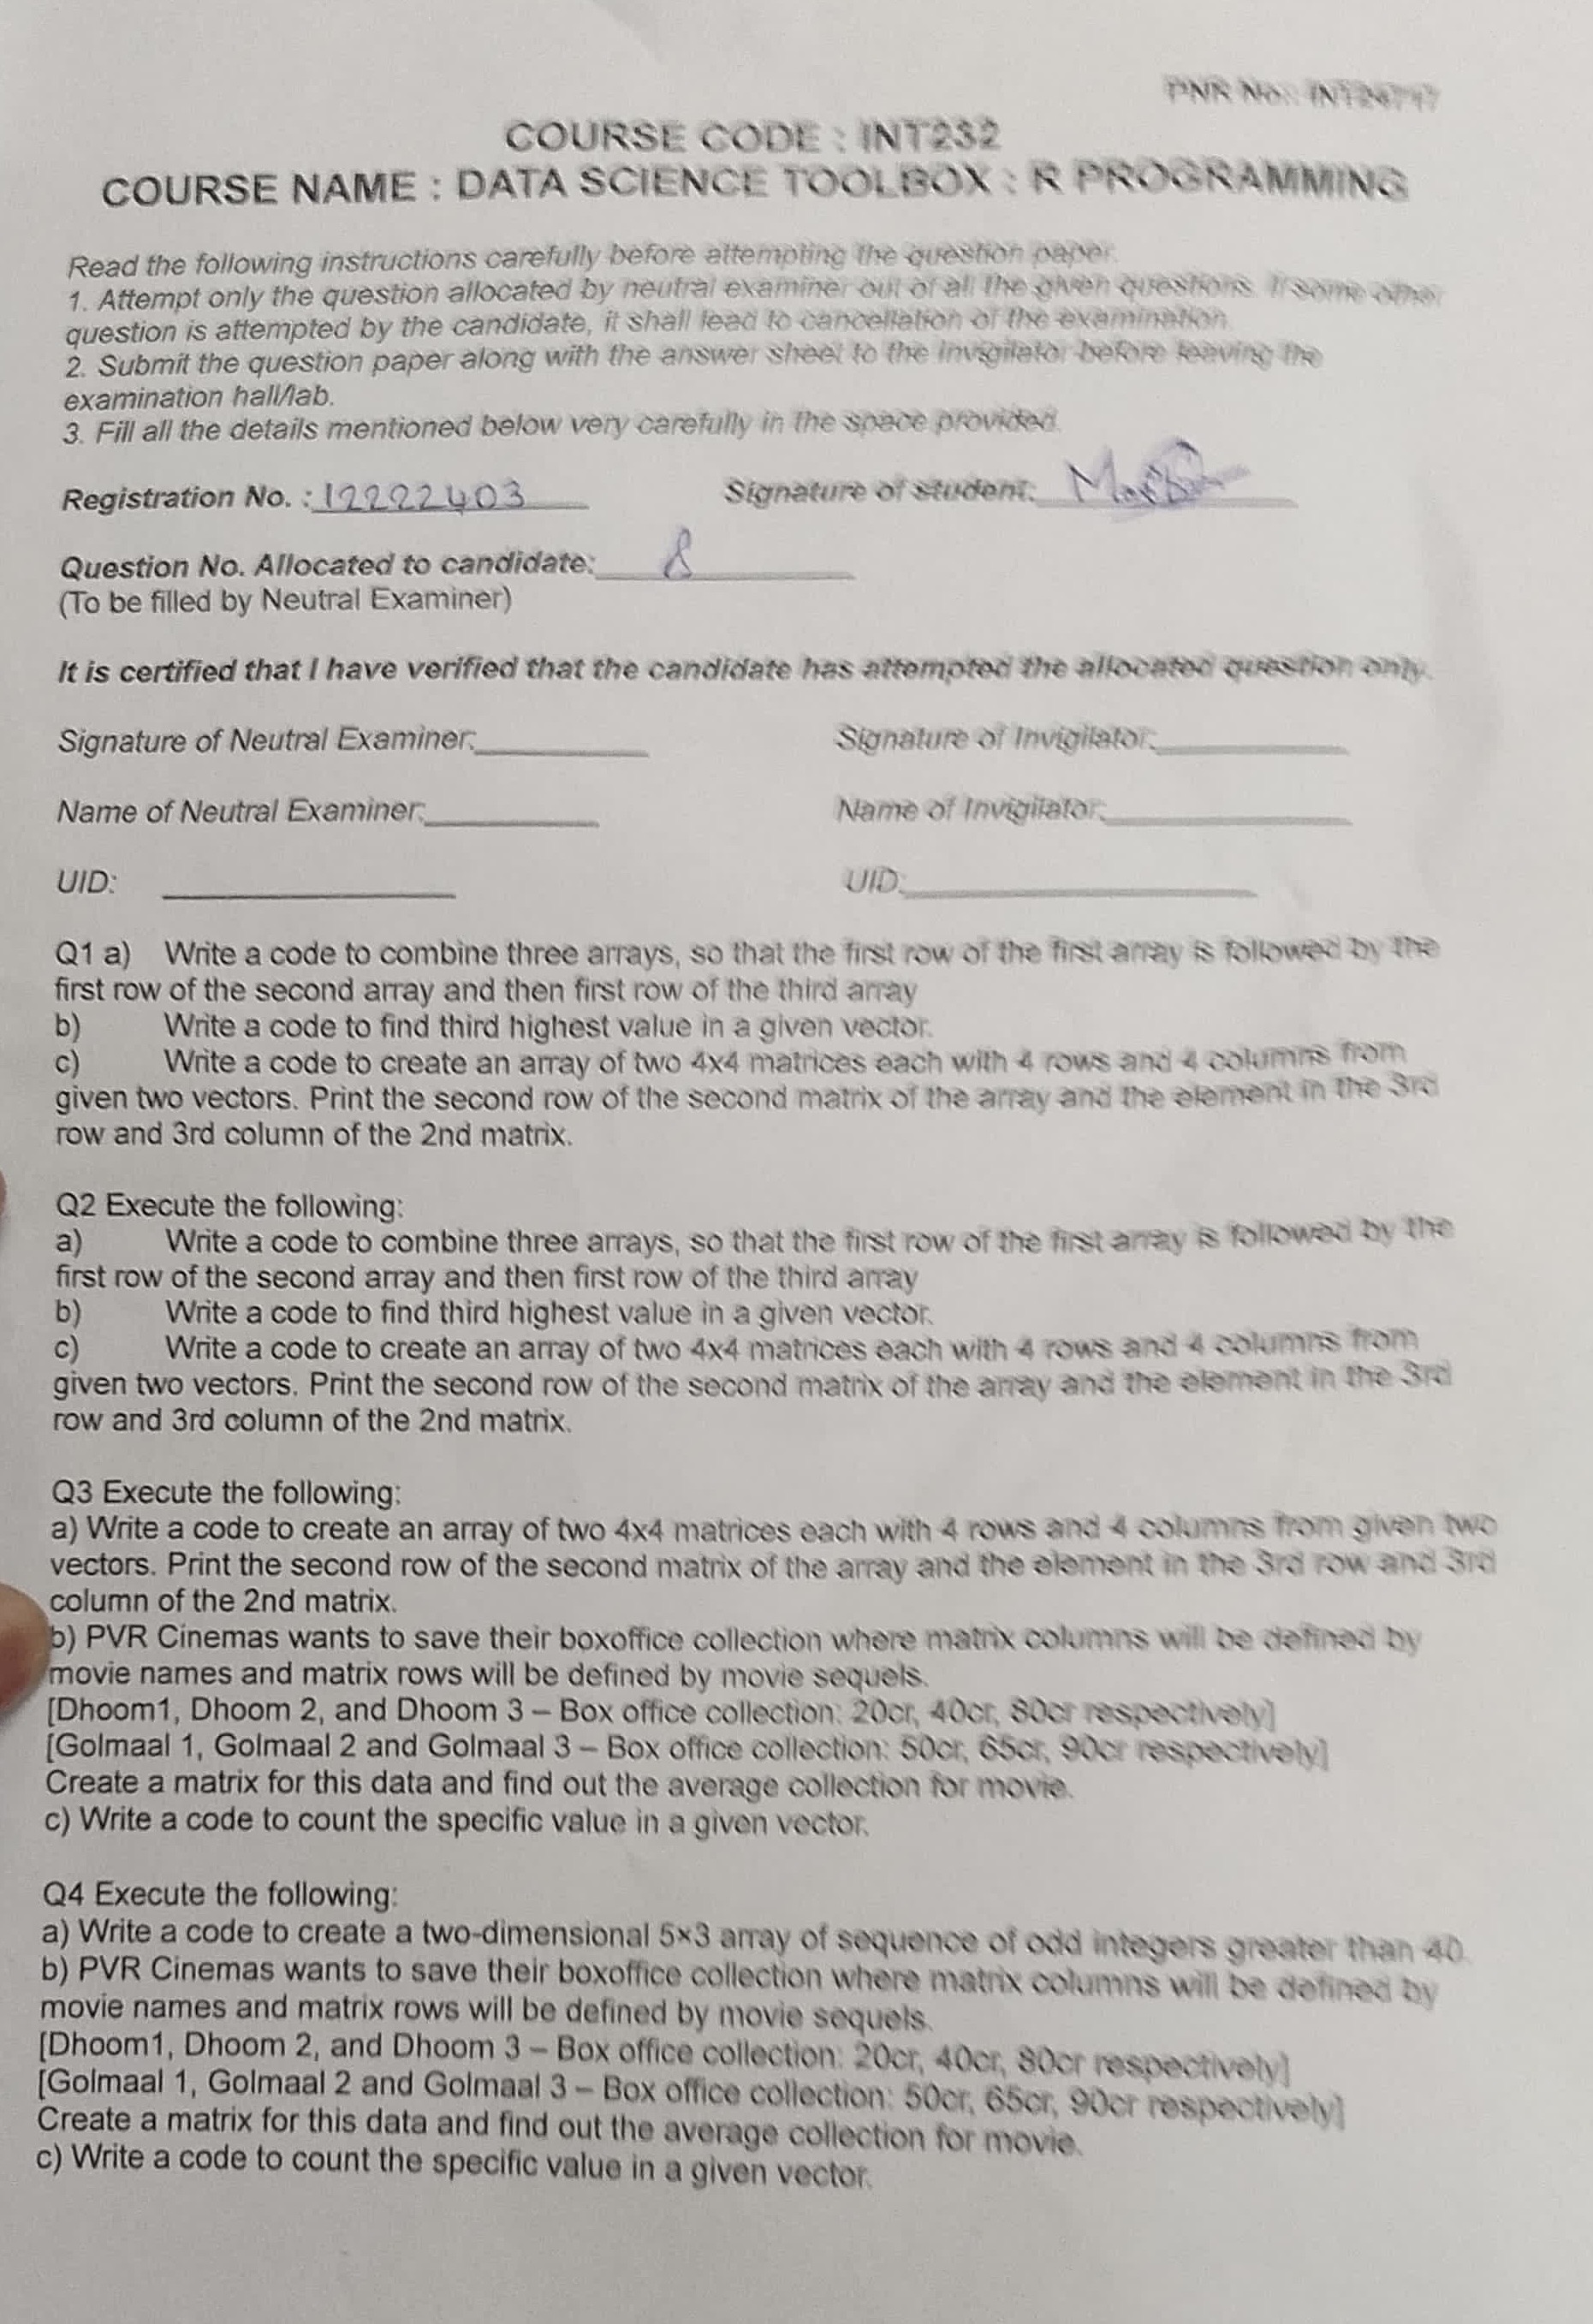 PNR No:: INT24717
COURSE CODE : INT232
COURSE NAME : DATA SCIENCE TOOLBOX : R PROGRAMMING
Read the following instructions carefully before attempting the question paper.
1. Attempt only the question allocated by neutral examiner out of all the given questions. If some other
question is attempted by the candidate, it shall lead to cancellation of the examination.
2. Submit the question paper along with the answer sheet to the invigilator before leaving the
examination hall/lab.
3. Fill all the details mentioned below very carefully in the space provided.
Registration No. : 12222403 Signature of student:
Question No. Allocated to candidate: 8
(To be filled by Neutral Examiner)
It is certified that I have verified that the candidate has attempted the allocated question only.
Signature of Neutral Examiner: Signature of Invigilator:
Name of Neutral Examiner: Name of Invigilator:
UID: UID:
Q1 a) Write a code to combine three arrays, so that the first row of the first array is followed by the
first row of the second array and then first row of the third array
b) Write a code to find third highest value in a given vector.
c) Write a code to create an array of two 4x4 matrices each with 4 rows and 4 columns from
given two vectors. Print the second row of the second matrix of the array and the element in the 3rd
row and 3rd column of the 2nd matrix.
Q2 Execute the following:
a) Write a code to combine three arrays, so that the first row of the first array is followed by the
first row of the second array and then first row of the third array
b) Write a code to find third highest value in a given vector.
c) Write a code to create an array of two 4x4 matrices each with 4 rows and 4 columns from
given two vectors. Print the second row of the second matrix of the array and the element in the 3rd
row and 3rd column of the 2nd matrix.
Q3 Execute the following:
a) Write a code to create an array of two 4x4 matrices each with 4 rows and 4 columns from given two
vectors. Print the second row of the second matrix of the array and the element in the 3rd row and 3rd
column of the 2nd matrix.
b) PVR Cinemas wants to save their boxoffice collection where matrix columns will be defined by
movie names and matrix rows will be defined by movie sequels.
[Dhoom1, Dhoom 2, and Dhoom 3 – Box office collection: 20cr, 40cr, 80cr respectively]
[Golmaal 1, Golmaal 2 and Golmaal 3 – Box office collection: 50cr, 65cr, 90cr respectively]
Create a matrix for this data and find out the average collection for movie.
c) Write a code to count the specific value in a given vector.
Q4 Execute the following:
a) Write a code to create a two-dimensional 5×3 array of sequence of odd integers greater than 40.
b) PVR Cinemas wants to save their boxoffice collection where matrix columns will be defined by
movie names and matrix rows will be defined by movie sequels.
[Dhoom1, Dhoom 2, and Dhoom 3 – Box office collection: 20cr, 40cr, 80cr respectively]
[Golmaal 1, Golmaal 2 and Golmaal 3 – Box office collection: 50cr, 65cr, 90cr respectively]
Create a matrix for this data and find out the average collection for movie.
c) Write a code to count the specific value in a given vector.